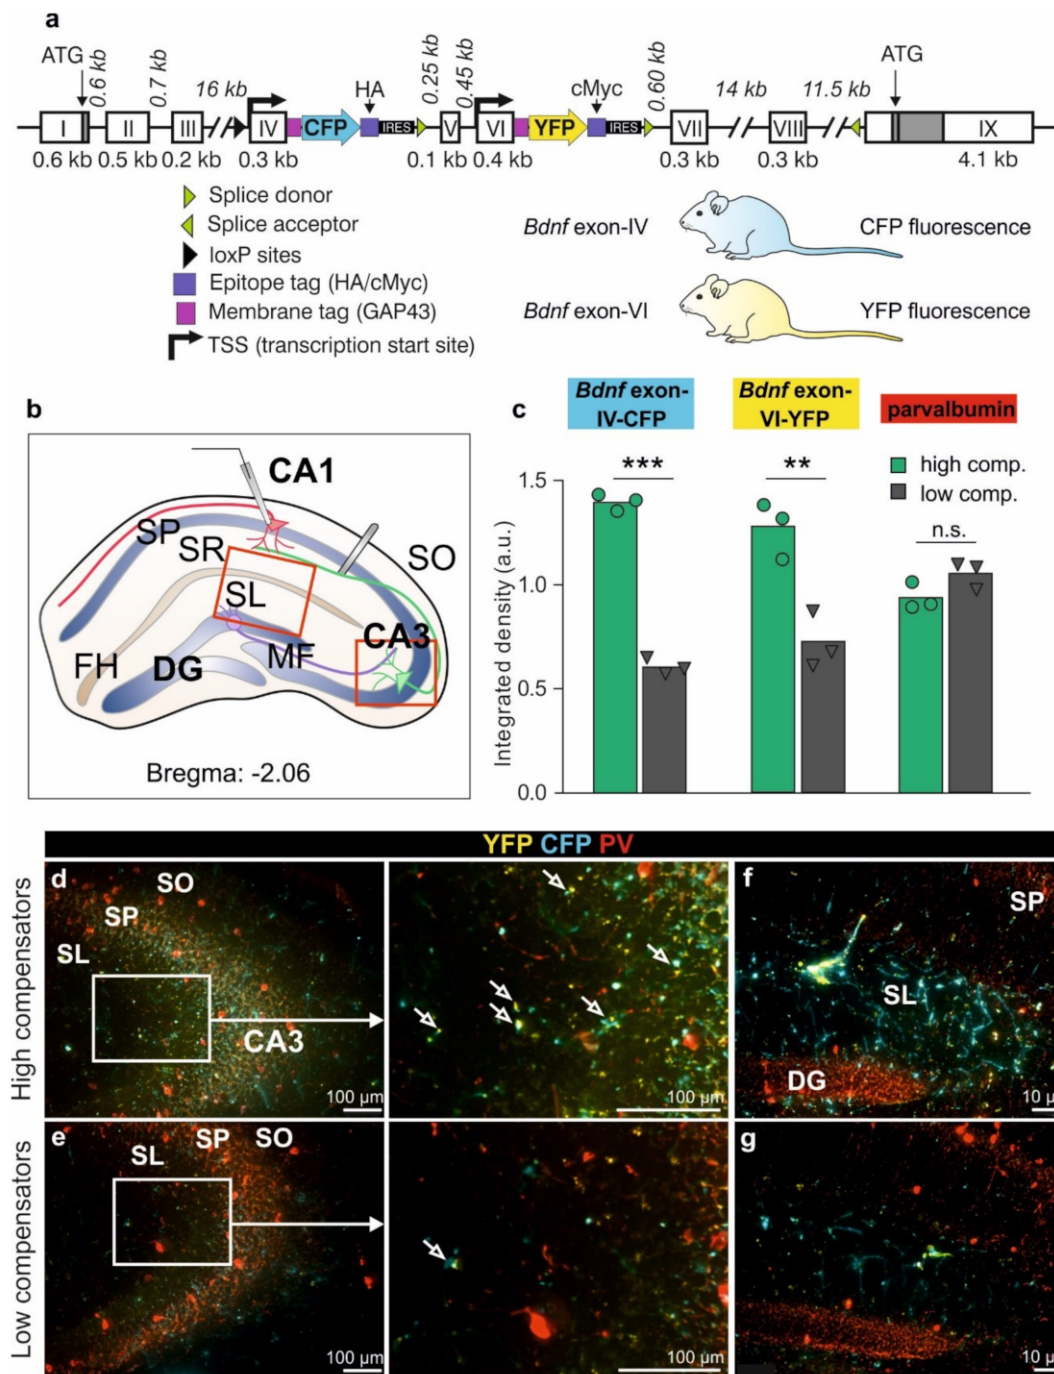 a
ATG
0.6 kb
0.7 kb
16 kb
HA
0.25 kb
0.45 kb
cMyc
0.60 kb
14 kb
11.5 kb
ATG
I II III IV CFP IRES V VI YFP IRES VII VIII IX
0.6 kb 0.5 kb 0.2 kb 0.3 kb 0.1 kb 0.4 kb 0.3 kb 0.3 kb 4.1 kb
Splice donor
Splice acceptor
loxP sites
Epitope tag (HA/cMyc)
Membrane tag (GAP43)
TSS (transcription start site)
Bdnf exon-IV CFP fluorescence
Bdnf exon-VI YFP fluorescence
b
CA1
SP
SR
SO
SL
CA3
FH
DG
MF
Bregma: -2.06
c
Bdnf exon-
IV-CFP
Bdnf exon-
VI-YFP
parvalbumin
high comp.
low comp.
***
**
n.s.
Integrated density (a.u.)
1.5
1.0
0.5
0.0
YFP CFP PV
High compensators
d
SO
SP
SL
CA3
100 µm
100 µm
f
SP
SL
DG
10 µ
Low compensators
e
SP
SO
SL
100 µm
100 µm
g
10